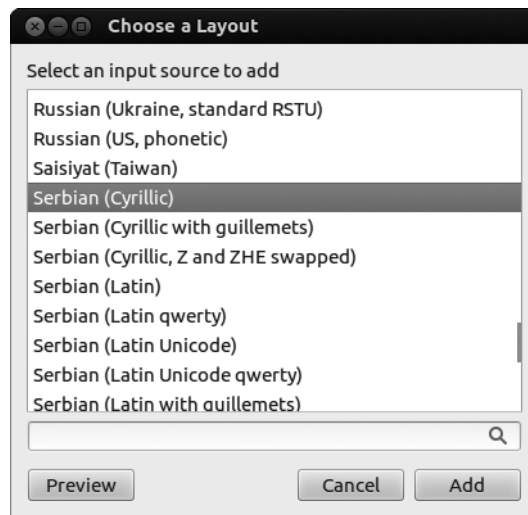 Choose a Layout
Select an input source to add
Russian (Ukraine, standard RSTU)
Russian (US, phonetic)
Saisiyat (Taiwan)
Serbian (Cyrillic)
Serbian (Cyrillic with guillemets)
Serbian (Cyrillic, Z and ZHE swapped)
Serbian (Latin)
Serbian (Latin qwerty)
Serbian (Latin Unicode)
Serbian (Latin Unicode qwerty)
Serbian (Latin with guillemets)
Preview Cancel Add